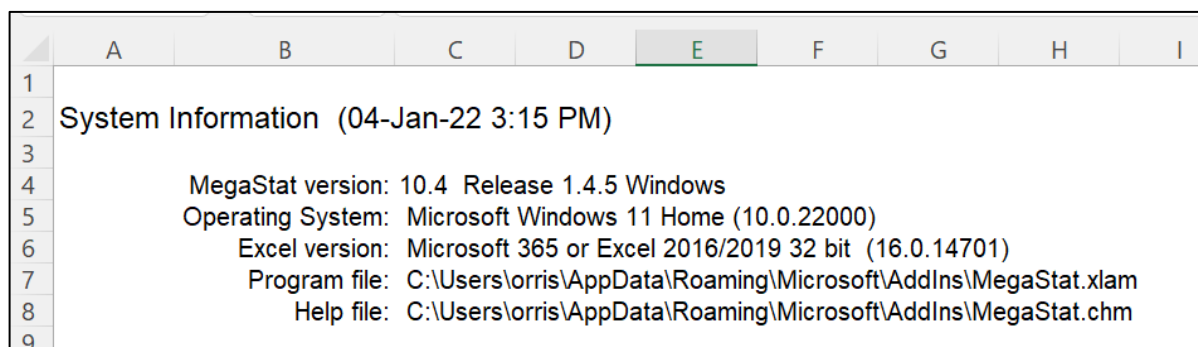 A B C D E F G H I
1
2 System Information (04-Jan-22 3:15 PM)
3
4 MegaStat version: 10.4 Release 1.4.5 Windows
5 Operating System: Microsoft Windows 11 Home (10.0.22000)
6 Excel version: Microsoft 365 or Excel 2016/2019 32 bit (16.0.14701)
7 Program file: C:\Users\orris\AppData\Roaming\Microsoft\AddIns\MegaStat.xlam
8 Help file: C:\Users\orris\AppData\Roaming\Microsoft\AddIns\MegaStat.chm
9